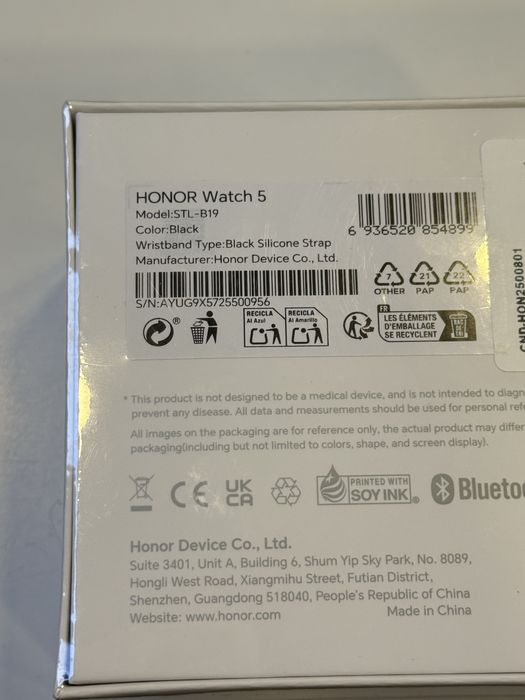 HONOR Watch 5
Model:STL-B19
Color:Black
Wristband Type:Black Silicone Strap
Manufacturer:Honor Device Co., Ltd.
6 936520 854899
S/N:AYUG9X5725500956
7 21 22
OTHER PAP PAP
RECICLA Al Azul
RECICLA Al Amarillo
FR
LES ÉLÉMENTS
D'EMBALLAGE
SE RECYCLENT
BAC DE TRI
* This product is not designed to be a medical device, and is not intended to diagn
prevent any disease. All data and measurements should be used for personal refe
All images on the packaging are for reference only, the actual product may differ
packaging(including but not limited to colors, shape, and screen display).
CE UK CA
PRINTED WITH
SOY INK
Bluetoo
Honor Device Co., Ltd.
Suite 3401, Unit A, Building 6, Shum Yip Sky Park, No. 8089,
Hongli West Road, Xiangmihu Street, Futian District,
Shenzhen, Guangdong 518040, People's Republic of China
Website: www.honor.com Made in China